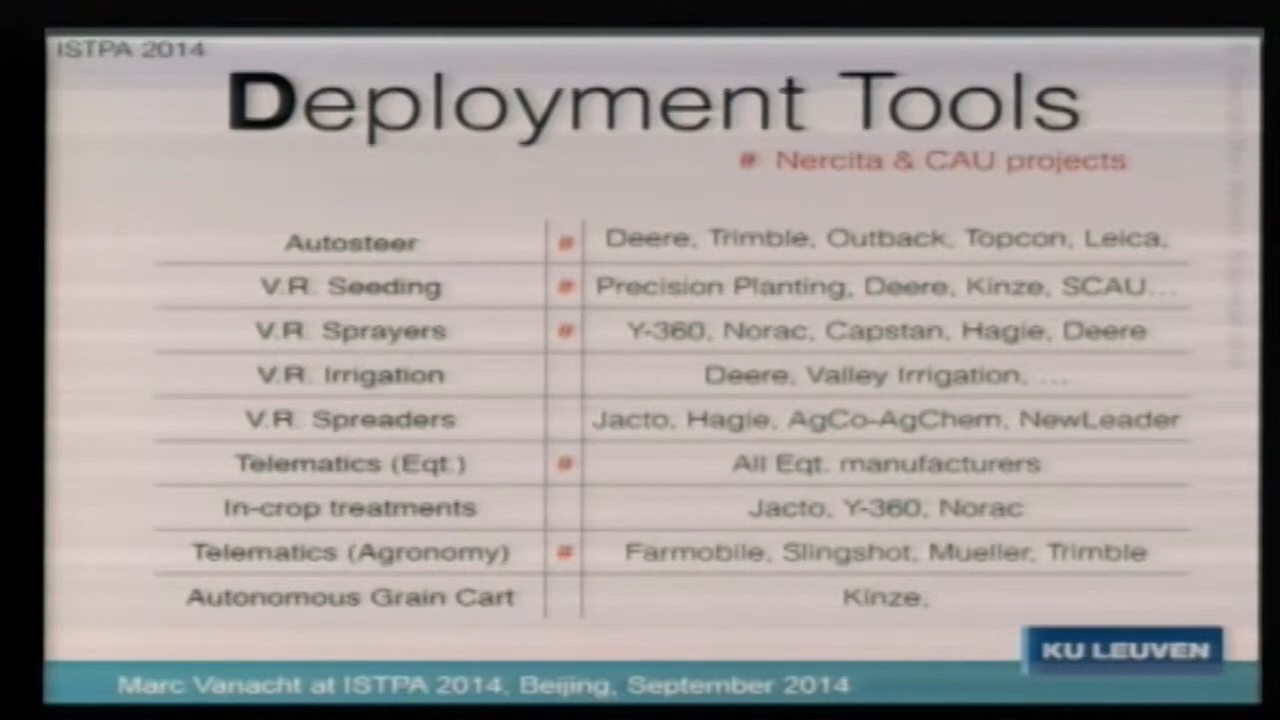 ISTPA 2014
Deployment Tools
# Nercita & CAU projects
Autosteer # Deere, Trimble, Outback, Topcon, Leica,
V.R. Seeding # Precision Planting, Deere, Kinze, SCAU...
V.R. Sprayers # Y-360, Norac, Capstan, Hagie, Deere
V.R. Irrigation Deere, Valley Irrigation, ...
V.R. Spreaders Jacto, Hagie, AgCo-AgChem, NewLeader
Telematics (Eqt.) # All Eqt. manufacturers
In-crop treatments Jacto, Y-360, Norac
Telematics (Agronomy) # Farmobile, Slingshot, Mueller, Trimble
Autonomous Grain Cart Kinze,
KU LEUVEN
Marc Vanacht at ISTPA 2014, Beijing, September 2014